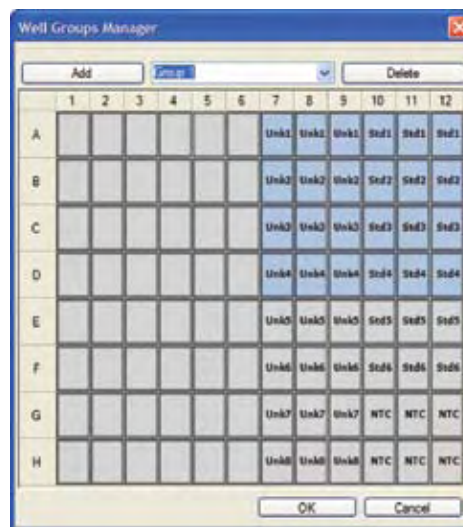 Well Groups Manager
Add Group 1 Delete
1 2 3 4 5 6 7 8 9 10 11 12
A Unk1 Unk1 Unk1 Std1 Std1 Std1
B Unk2 Unk2 Unk2 Std2 Std2 Std2
C Unk3 Unk3 Unk3 Std3 Std3 Std3
D Unk4 Unk4 Unk4 Std4 Std4 Std4
E Unk5 Unk5 Unk5 Std5 Std5 Std5
F Unk6 Unk6 Unk6 Std6 Std6 Std6
G Unk7 Unk7 Unk7 NTC NTC NTC
H Unk8 Unk8 Unk8 NTC NTC NTC
OK Cancel